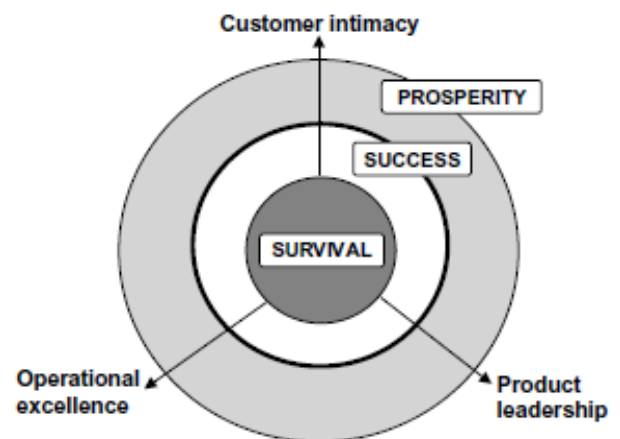 Customer intimacy
PROSPERITY
SUCCESS
SURVIVAL
Operational
excellence
Product
leadership